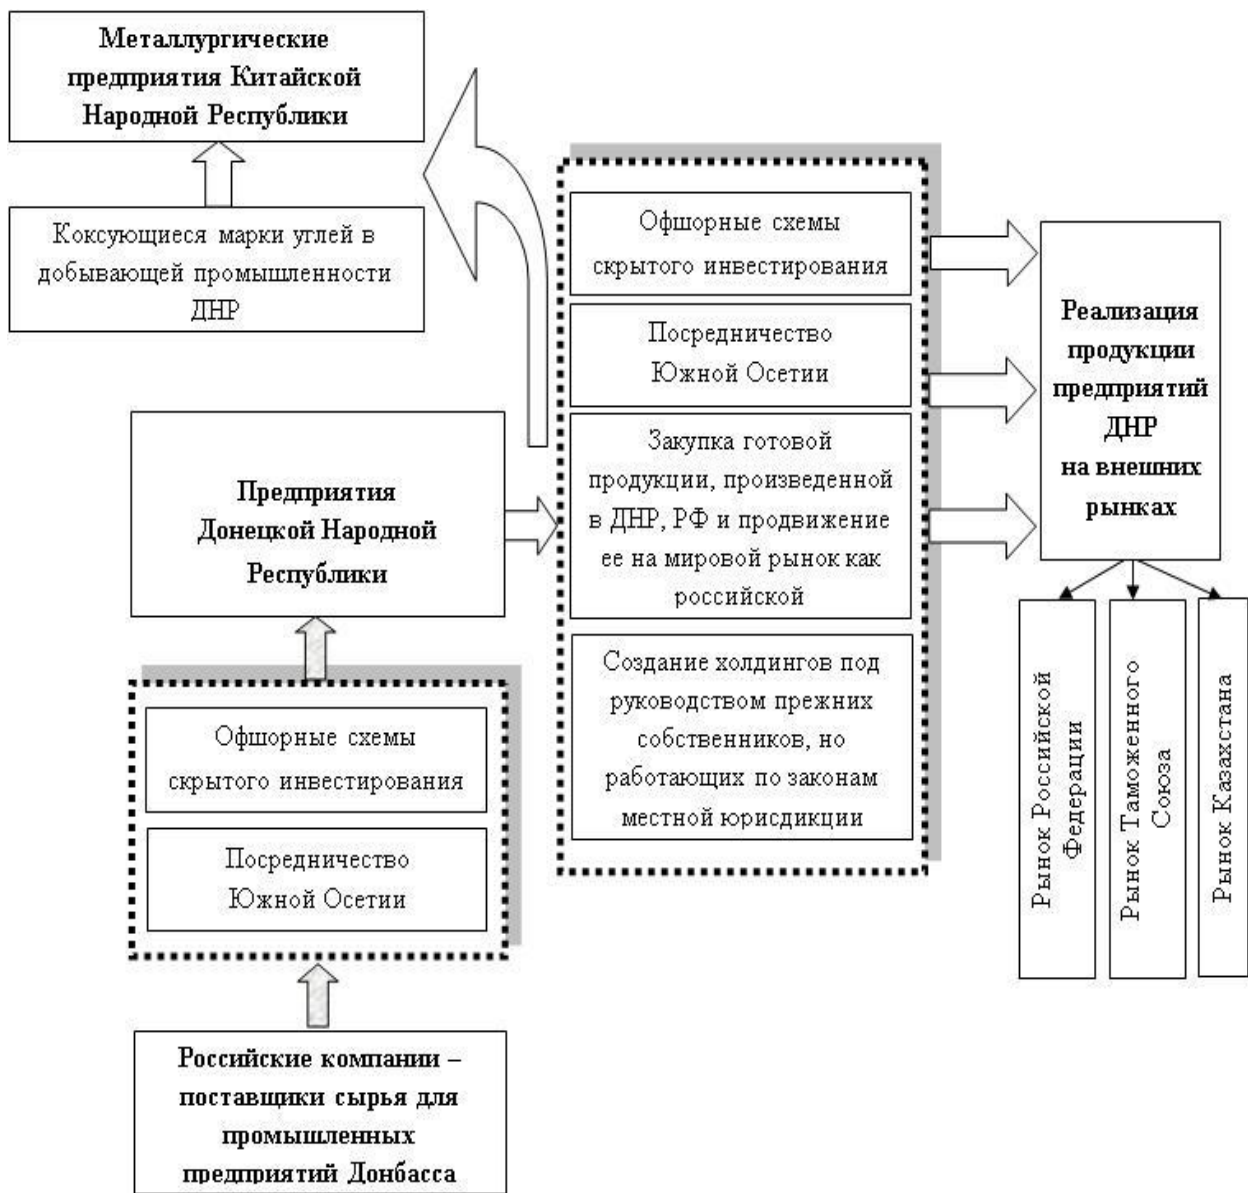 Металлургические
предприятия Китайской
Народной Республики
Коксующиеся марки углей в
добывающей промышленности
ДНР
Предприятия
Донецкой Народной
Республики
Офшорные схемы
скрытого инвестирования
Посредничество
Южной Осетии
Российские компании –
поставщики сырья для
промышленных
предприятий Донбасса
Офшорные схемы
скрытого инвестирования
Посредничество
Южной Осетии
Закупка готовой
продукции, произведенной
в ДНР, РФ и продвижение
ее на мировой рынок как
российской
Создание холдингов под
руководством прежних
собственников, но
работающих по законам
местной юрисдикции
Реализация
продукции
предприятий
ДНР
на внешних
рынках
Рынок Российской
Федерации
Рынок Таможенного
Союза
Рынок Казахстана